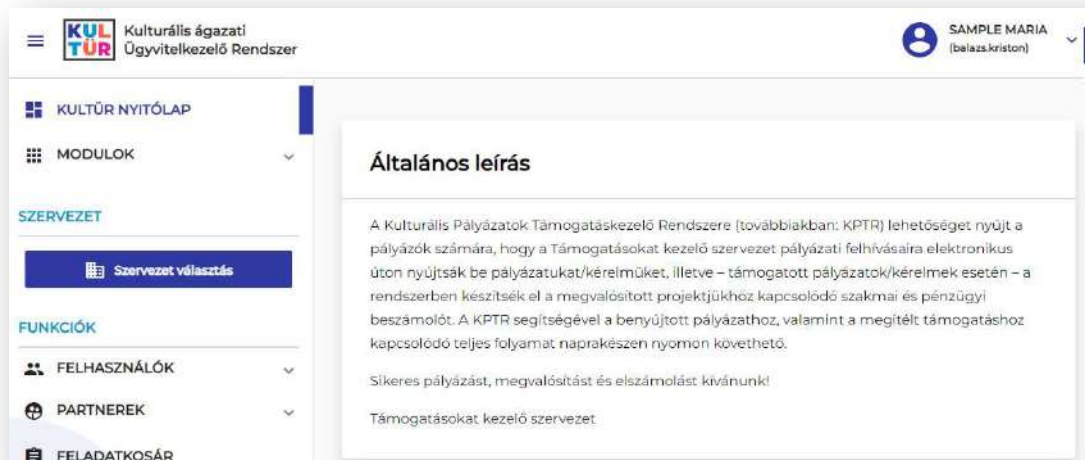 KUL
TÜR
Kulturális ágazati
Ügyvitelkezelő Rendszer
SAMPLE MARIA
(balazs.kriston)
KULTÚR NYITÓLAP
MODULOK
SZERVEZET
Szervezet választás
FUNKCIÓK
FELHASZNÁLÓK
PARTNEREK
FELADATKOSÁR
Általános leírás
A Kulturális Pályázatok Támogatáskezelő Rendszere (továbbiakban: KPTR) lehetőséget nyújt a
pályázók számára, hogy a Támogatásokat kezelő szervezet pályázati felhívásaira elektronikus
úton nyújtsák be pályázatukat/kérelmüket, illetve – támogatott pályázatok/kérelmek esetén – a
rendszerben készítsék el a megvalósított projektjükhöz kapcsolódó szakmai és pénzügyi
beszámolót. A KPTR segítségével a benyújtott pályázathoz, valamint a megítélt támogatáshoz
kapcsolódó teljes folyamat naprakészen nyomon követhető.
Sikeres pályázást, megvalósítást és elszámolást kívánunk!
Támogatásokat kezelő szervezet